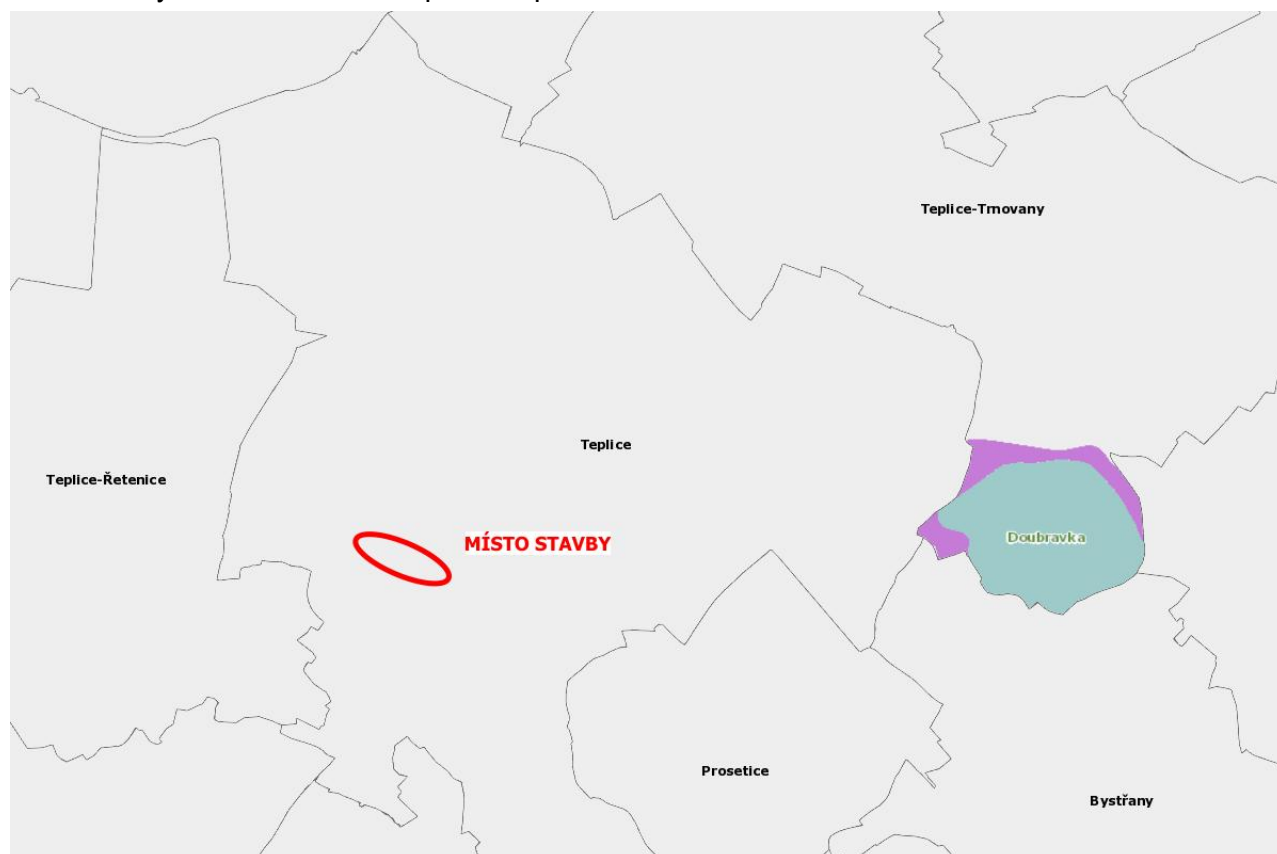 Teplice-Trnovany
Teplice
Teplice-Řetenice
MÍSTO STAVBY
Doubravka
Prosetice
Bystřany